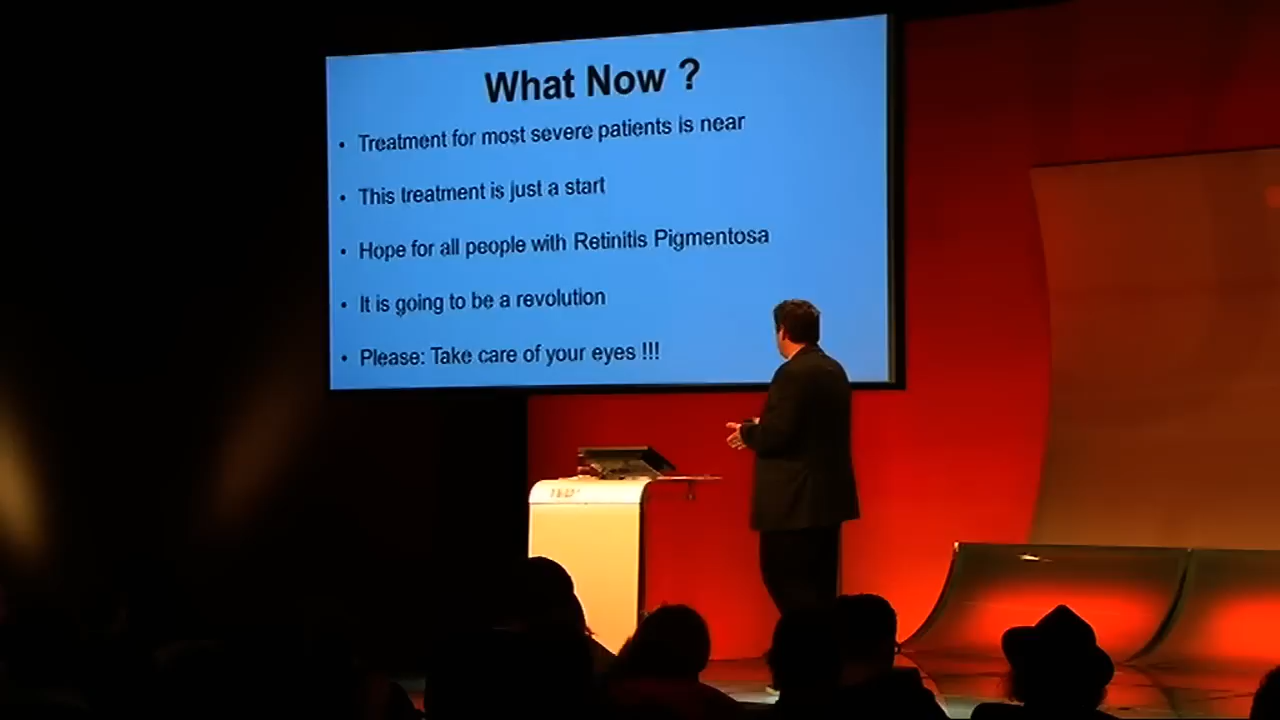 What Now ?
• Treatment for most severe patients is near
• This treatment is just a start
• Hope for all people with Retinitis Pigmentosa
• It is going to be a revolution
• Please: Take care of your eyes !!!